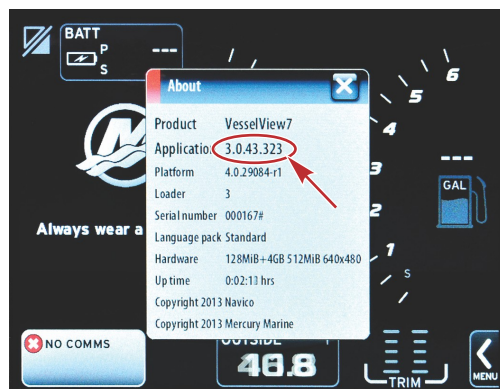 BATT
P
S
---
About
Product VesselView7
Application 3.0.43.323
Platform 4.0.29084-r1
Loader 3
Serial number 000167#
Language pack Standard
Hardware 128MiB+4GB 512MiB 640x480
Up time 0:02:1 hrs
Copyright 2013 Navico
Copyright 2013 Mercury Marine
6
5
4
3
2
1
S
---
GAL
Always wear a
NO COMMS
OUTSIDE
40.8
TRIM
MENU